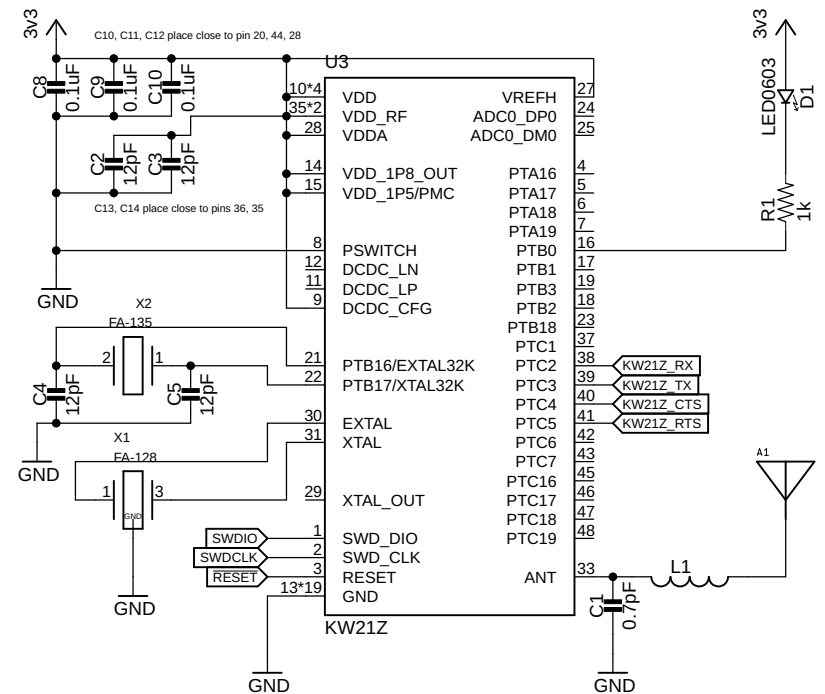 3v3
C10, C11, C12 place close to pin 20, 44, 28
3v3
C8
0.1uF
C9
0.1uF
C10
0.1uF
C2
12pF
C3
12pF
C13, C14 place close to pins 36, 35
GND
U3
10*4 VDD
35*2 VDD_RF
28 VDDA
14 VDD_1P8_OUT
15 VDD_1P5/PMC
8 PSWITCH
12 DCDC_LN
11 DCDC_LP
9 DCDC_CFG
21 PTB16/EXTAL32K
22 PTB17/XTAL32K
30 EXTAL
31 XTAL
29 XTAL_OUT
1 SWD_DIO
2 SWD_CLK
3 RESET
13*19 GND
VREFH 27
ADC0_DP0 24
ADC0_DM0 25
PTA16 4
PTA17 5
PTA18 6
PTA19 7
PTB0 16
PTB1 17
PTB3 19
PTB2 18
PTB18 23
PTC1 37
PTC2 38
PTC3 39
PTC4 40
PTC5 41
PTC6 42
PTC7 43
PTC16 45
PTC17 46
PTC18 47
PTC19 48
ANT 33
KW21Z
LED0603
D1
R1
1k
KW21Z_RX
KW21Z_TX
KW21Z_CTS
KW21Z_RTS
X2
FA-135
2 1
C4
12pF
C5
12pF
GND
X1
FA-128
1 3
GND
GND
SWDIO
SWDCLK
RESET
GND
A1
L1
C1
0.7pF
GND